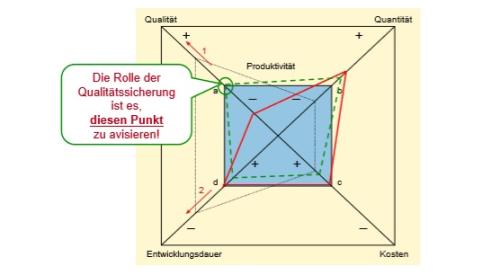 Qualität
Quantität
+
1
+
Produktivität
Die Rolle der
Qualitätssicherung
ist es,
diesen Punkt
zu avisieren!
a
b
–
–
+
+
d
c
2
–
–
Entwicklungsdauer
Kosten